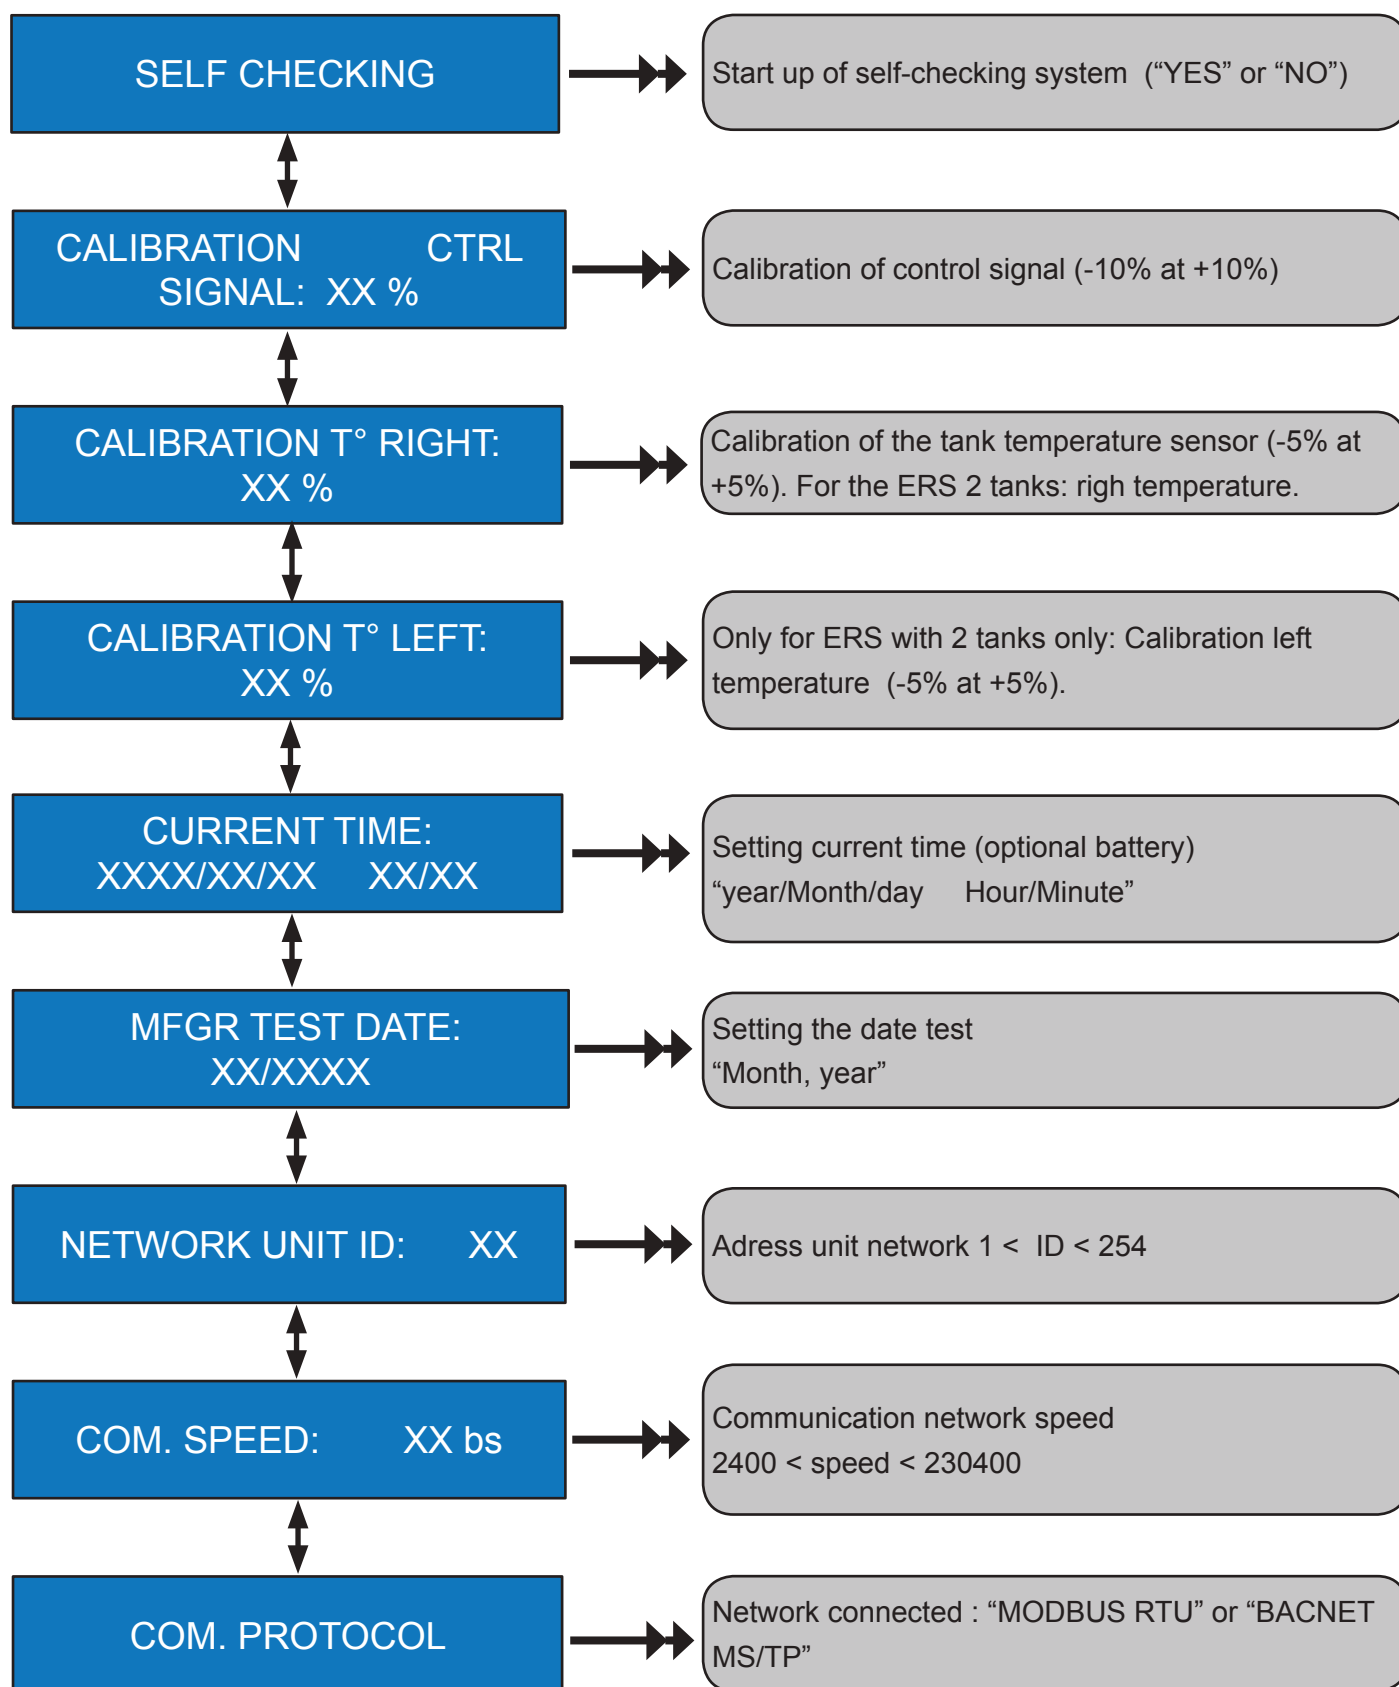 SELF CHECKING
Start up of self-checking system (“YES” or “NO”)
CALIBRATION CTRL
SIGNAL: XX %
Calibration of control signal (-10% at +10%)
CALIBRATION T° RIGHT:
XX %
Calibration of the tank temperature sensor (-5% at
+5%). For the ERS 2 tanks: righ temperature.
CALIBRATION T° LEFT:
XX %
Only for ERS with 2 tanks only: Calibration left
temperature (-5% at +5%).
CURRENT TIME:
XXXX/XX/XX XX/XX
Setting current time (optional battery)
“year/Month/day Hour/Minute”
MFGR TEST DATE:
XX/XXXX
Setting the date test
“Month, year”
NETWORK UNIT ID: XX
Adress unit network 1 < ID < 254
COM. SPEED: XX bs
Communication network speed
2400 < speed < 230400
COM. PROTOCOL
Network connected : “MODBUS RTU” or “BACNET
MS/TP”